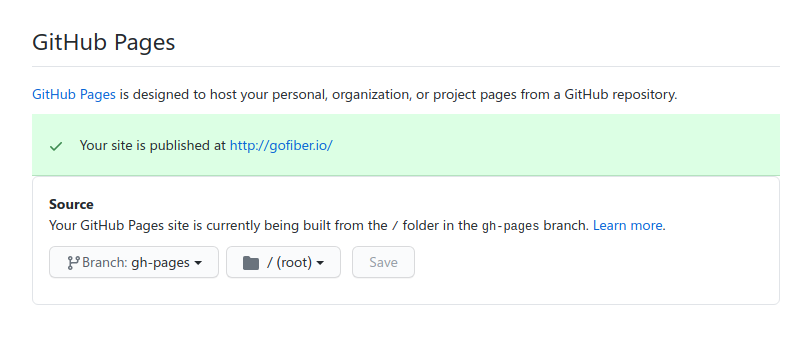 GitHub Pages
GitHub Pages is designed to host your personal, organization, or project pages from a GitHub repository.
Your site is published at http://gofiber.io/
Source
Your GitHub Pages site is currently being built from the / folder in the gh-pages branch. Learn more.
Branch: gh-pages / (root) Save